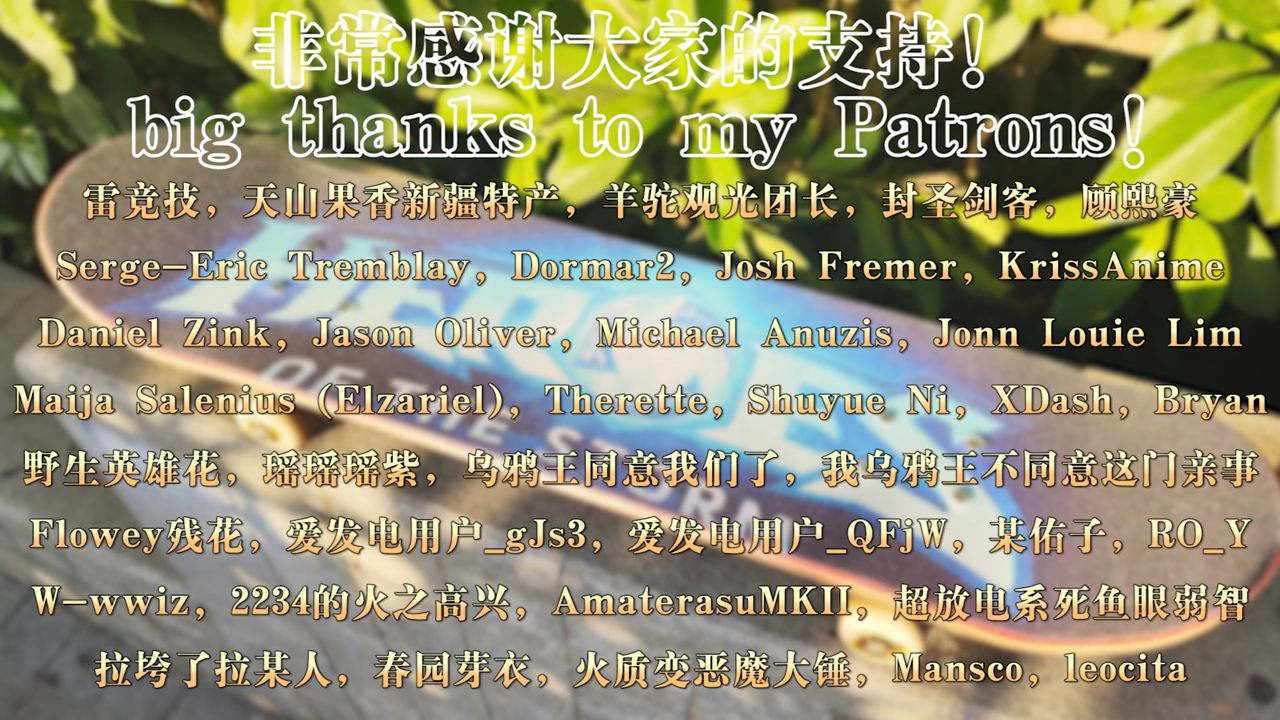 非常感谢大家的支持！
big thanks to my Patrons!
雷竞技，天山果香新疆特产，羊驼观光团长，封圣剑客，顾熙豪
Serge-Eric Tremblay, Dormar2, Josh Fremer, KrissAnime
Daniel Zink, Jason Oliver, Michael Anuzis, Jonn Louie Lim
Maija Salenius (Elzariel), Therette, Shuyue Ni, XDash, Bryan
野生英雄花，瑶瑶瑶紫，乌鸦王同意我们了，我乌鸦王不同意这门亲事
Flowey残花，爱发电用户_gJs3，爱发电用户_QFjW，某佑子，RO_Y
W-wwiz，2234的火之高兴，AmaterasuMKII，超放电系死鱼眼弱智
拉垮了拉某人，春园芽衣，火质变恶魔大锤，Mansco，leocita
HEROES
OF THE STORM